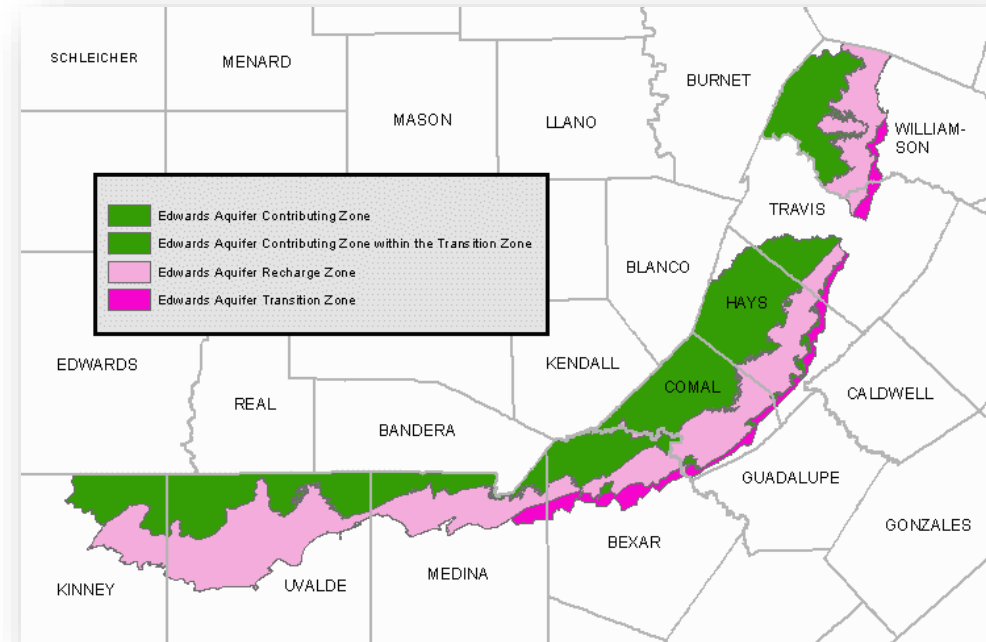 SCHLEICHER
MENARD
BURNET
MASON
LLANO
WILLIAM-
SON
Edwards Aquifer Contributing Zone
Edwards Aquifer Contributing Zone within the Transition Zone
Edwards Aquifer Recharge Zone
Edwards Aquifer Transition Zone
TRAVIS
BLANCO
HAYS
EDWARDS
KENDALL
COMAL
CALDWELL
REAL
BANDERA
GUADALUPE
GONZALES
BEXAR
MEDINA
UVALDE
KINNEY